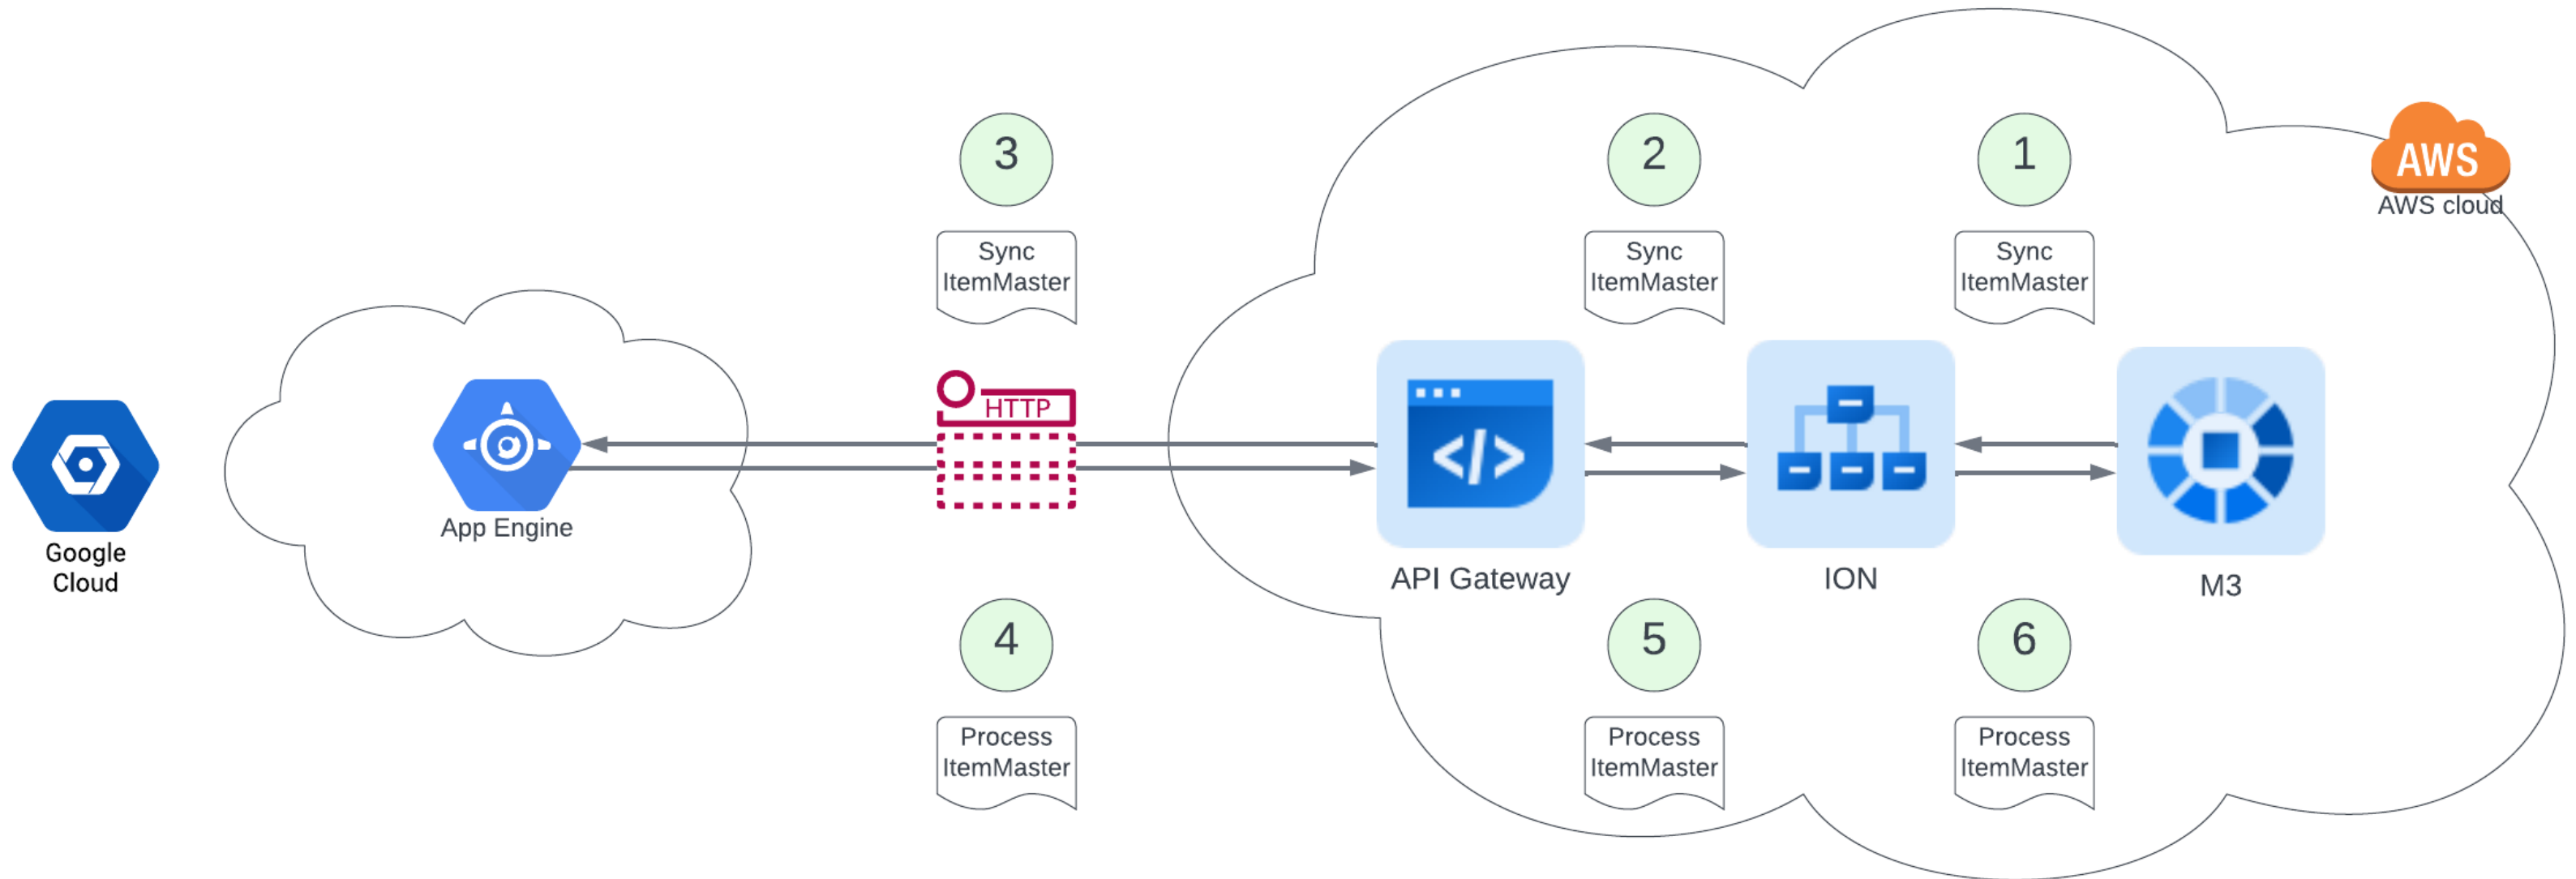 3
2
1
AWS
AWS cloud
Sync
ItemMaster
Sync
ItemMaster
Sync
ItemMaster
HTTP
</>
App Engine
Google
Cloud
API Gateway
ION
M3
4
5
6
Process
ItemMaster
Process
ItemMaster
Process
ItemMaster